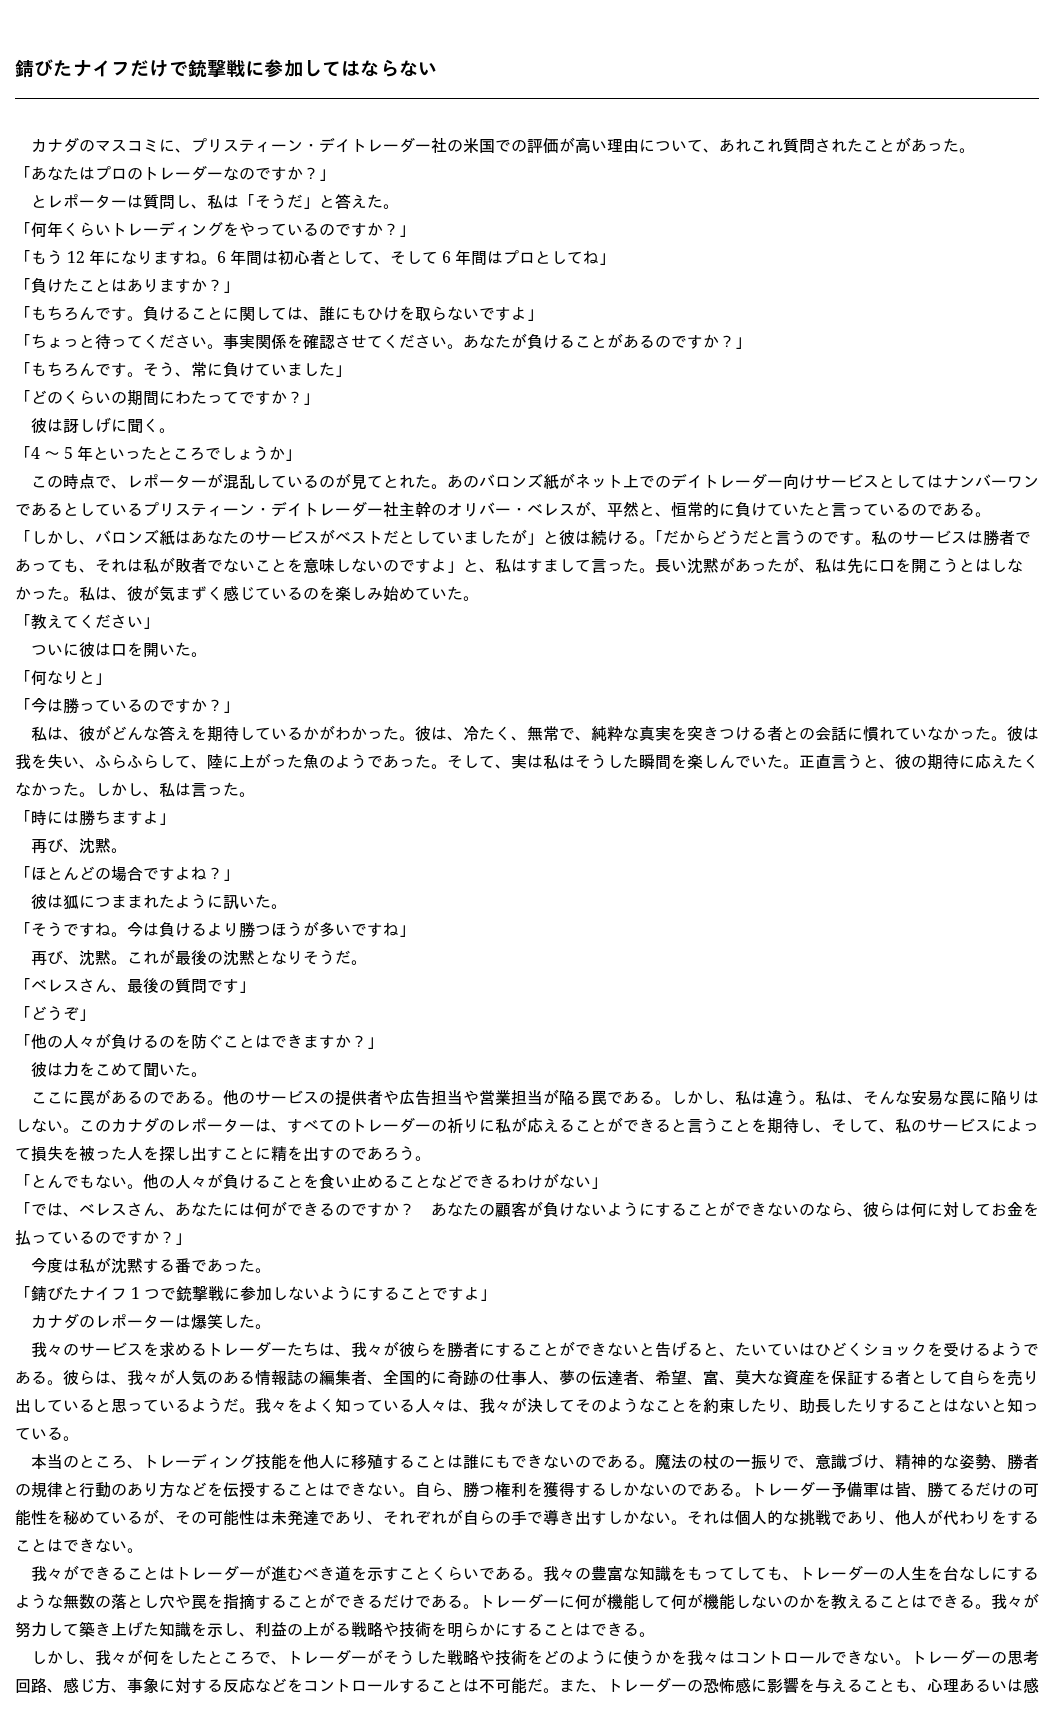 錆びたナイフだけで銃撃戦に参加してはならない
カナダのマスコミに、プリスティーン・デイトレーダー社の米国での評価が高い理由について、あれこれ質問されたことがあった。
「あなたはプロのトレーダーなのですか？」
とレポーターは質問し、私は「そうだ」と答えた。
「何年くらいトレーディングをやっているのですか？」
「もう 12 年になりますね。6 年間は初心者として、そして 6 年間はプロとしてね」
「負けたことはありますか？」
「もちろんです。負けることに関しては、誰にもひけを取らないですよ」
「ちょっと待ってください。事実関係を確認させてください。あなたが負けることがあるのですか？」
「もちろんです。そう、常に負けていました」
「どのくらいの期間にわたってですか？」
彼は訝しげに聞く。
「4 〜 5 年といったところでしょうか」
この時点で、レポーターが混乱しているのが見てとれた。あのバロンズ紙がネット上でのデイトレーダー向けサービスとしてはナンバーワン
であるとしているプリスティーン・デイトレーダー社主幹のオリバー・ベレスが、平然と、恒常的に負けていたと言っているのである。
「しかし、バロンズ紙はあなたのサービスがベストだとしていましたが」と彼は続ける。「だからどうだと言うのです。私のサービスは勝者で
あっても、それは私が敗者でないことを意味しないのですよ」と、私はすまして言った。長い沈黙があったが、私は先に口を開こうとはしな
かった。私は、彼が気まずく感じているのを楽しみ始めていた。
「教えてください」
ついに彼は口を開いた。
「何なりと」
「今は勝っているのですか？」
私は、彼がどんな答えを期待しているかがわかった。彼は、冷たく、無常で、純粋な真実を突きつける者との会話に慣れていなかった。彼は
我を失い、ふらふらして、陸に上がった魚のようであった。そして、実は私はそうした瞬間を楽しんでいた。正直言うと、彼の期待に応えたく
なかった。しかし、私は言った。
「時には勝ちますよ」
再び、沈黙。
「ほとんどの場合ですよね？」
彼は狐につままれたように訊いた。
「そうですね。今は負けるより勝つほうが多いですね」
再び、沈黙。これが最後の沈黙となりそうだ。
「ベレスさん、最後の質問です」
「どうぞ」
「他の人々が負けるのを防ぐことはできますか？」
彼は力をこめて聞いた。
ここに罠があるのである。他のサービスの提供者や広告担当や営業担当が陥る罠である。しかし、私は違う。私は、そんな安易な罠に陥りは
しない。このカナダのレポーターは、すべてのトレーダーの祈りに私が応えることができると言うことを期待し、そして、私のサービスによっ
て損失を被った人を探し出すことに精を出すのであろう。
「とんでもない。他の人々が負けることを食い止めることなどできるわけがない」
「では、ベレスさん、あなたには何ができるのですか？　あなたの顧客が負けないようにすることができないのなら、彼らは何に対してお金を
払っているのですか？」
今度は私が沈黙する番であった。
「錆びたナイフ 1 つで銃撃戦に参加しないようにすることですよ」
カナダのレポーターは爆笑した。
我々のサービスを求めるトレーダーたちは、我々が彼らを勝者にすることができないと告げると、たいていはひどくショックを受けるようで
ある。彼らは、我々が人気のある情報誌の編集者、全国的に奇跡の仕事人、夢の伝達者、希望、富、莫大な資産を保証する者として自らを売り
出していると思っているようだ。我々をよく知っている人々は、我々が決してそのようなことを約束したり、助長したりすることはないと知っ
ている。
本当のところ、トレーディング技能を他人に移殖することは誰にもできないのである。魔法の杖の一振りで、意識づけ、精神的な姿勢、勝者
の規律と行動のあり方などを伝授することはできない。自ら、勝つ権利を獲得するしかないのである。トレーダー予備軍は皆、勝てるだけの可
能性を秘めているが、その可能性は未発達であり、それぞれが自らの手で導き出すしかない。それは個人的な挑戦であり、他人が代わりをする
ことはできない。
我々ができることはトレーダーが進むべき道を示すことくらいである。我々の豊富な知識をもってしても、トレーダーの人生を台なしにする
ような無数の落とし穴や罠を指摘することができるだけである。トレーダーに何が機能して何が機能しないのかを教えることはできる。我々が
努力して築き上げた知識を示し、利益の上がる戦略や技術を明らかにすることはできる。
しかし、我々が何をしたところで、トレーダーがそうした戦略や技術をどのように使うかを我々はコントロールできない。トレーダーの思考
回路、感じ方、事象に対する反応などをコントロールすることは不可能だ。また、トレーダーの恐怖感に影響を与えることも、心理あるいは感